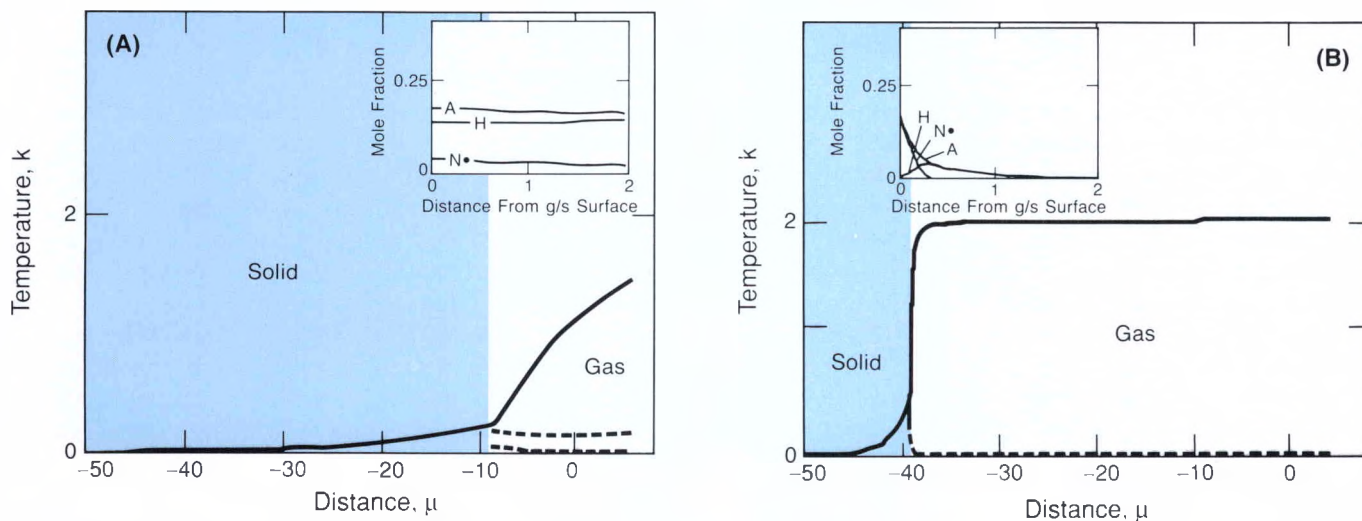 (A)
Temperature, k
2
0
Solid
Gas
-50
-40
-30
-20
-10
0
Distance, μ
Mole Fraction
0.25
0
A
H
N•
0
1
2
Distance From g/s Surface
(B)
Temperature, k
2
0
Solid
Gas
-50
-40
-30
-20
-10
0
Distance, μ
Mole Fraction
0.25
0
H
N•
A
0
1
2
Distance From g/s Surface